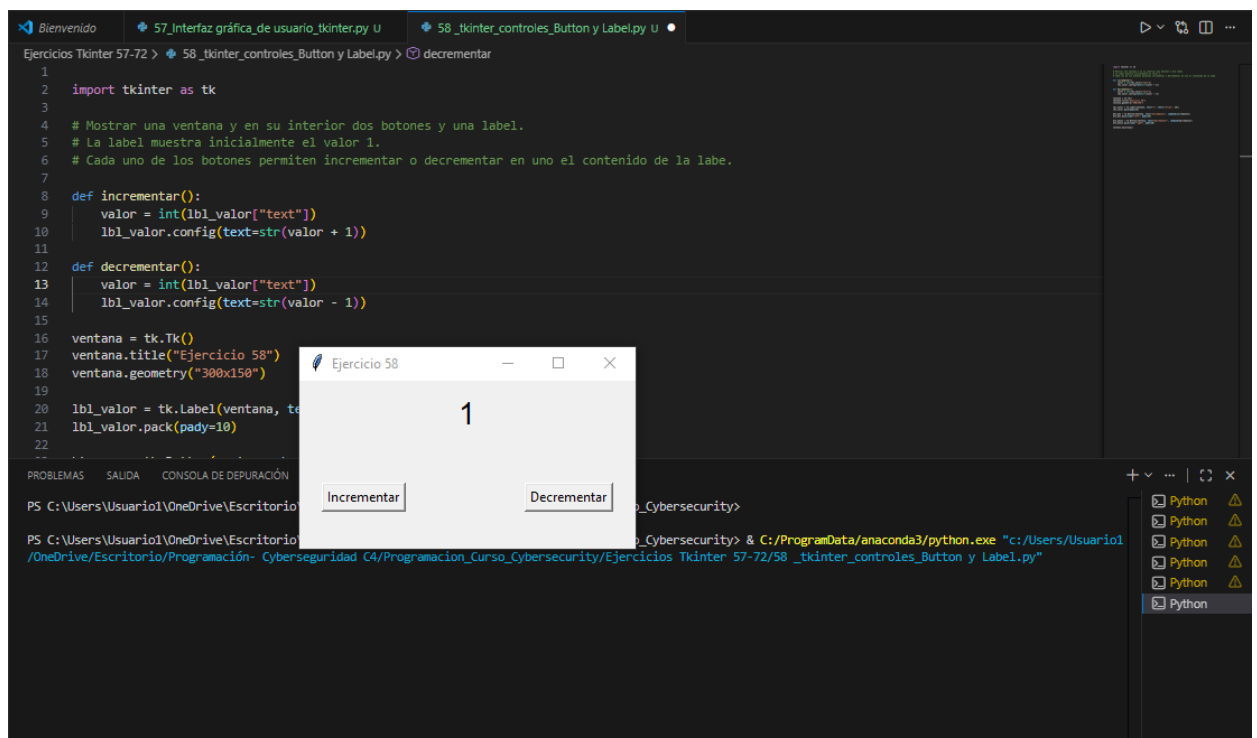 Bienvenido 57_Interfaz gráfica_de usuario_tkinter.py U 58 _tkinter_controles_Button y Label.py U
Ejercicios Tkinter 57-72 > 58 _tkinter_controles_Button y Label.py > decrementar
1
2 import tkinter as tk
3
4 # Mostrar una ventana y en su interior dos botones y una label.
5 # La label muestra inicialmente el valor 1.
6 # Cada uno de los botones permiten incrementar o decrementar en uno el contenido de la labe.
7
8 def incrementar():
9 valor = int(lbl_valor["text"])
10 lbl_valor.config(text=str(valor + 1))
11
12 def decrementar():
13 valor = int(lbl_valor["text"])
14 lbl_valor.config(text=str(valor - 1))
15
16 ventana = tk.Tk()
17 ventana.title("Ejercicio 58")
18 ventana.geometry("300x150")
19
20 lbl_valor = tk.Label(ventana, te
21 lbl_valor.pack(pady=10)
22
Ejercicio 58
1
Incrementar Decrementar
PROBLEMAS SALIDA CONSOLA DE DEPURACIÓN
PS C:\Users\Usuario1\OneDrive\Escritorio\ o_Cybersecurity>
PS C:\Users\Usuario1\OneDrive\Escritorio\ o_Cybersecurity> & C:/ProgramData/anaconda3/python.exe "c:/Users/Usuario1
/OneDrive/Escritorio/Programación- Cyberseguridad C4/Programacion_Curso_Cybersecurity/Ejercicios Tkinter 57-72/58 _tkinter_controles_Button y Label.py"
Python
Python
Python
Python
Python
Python